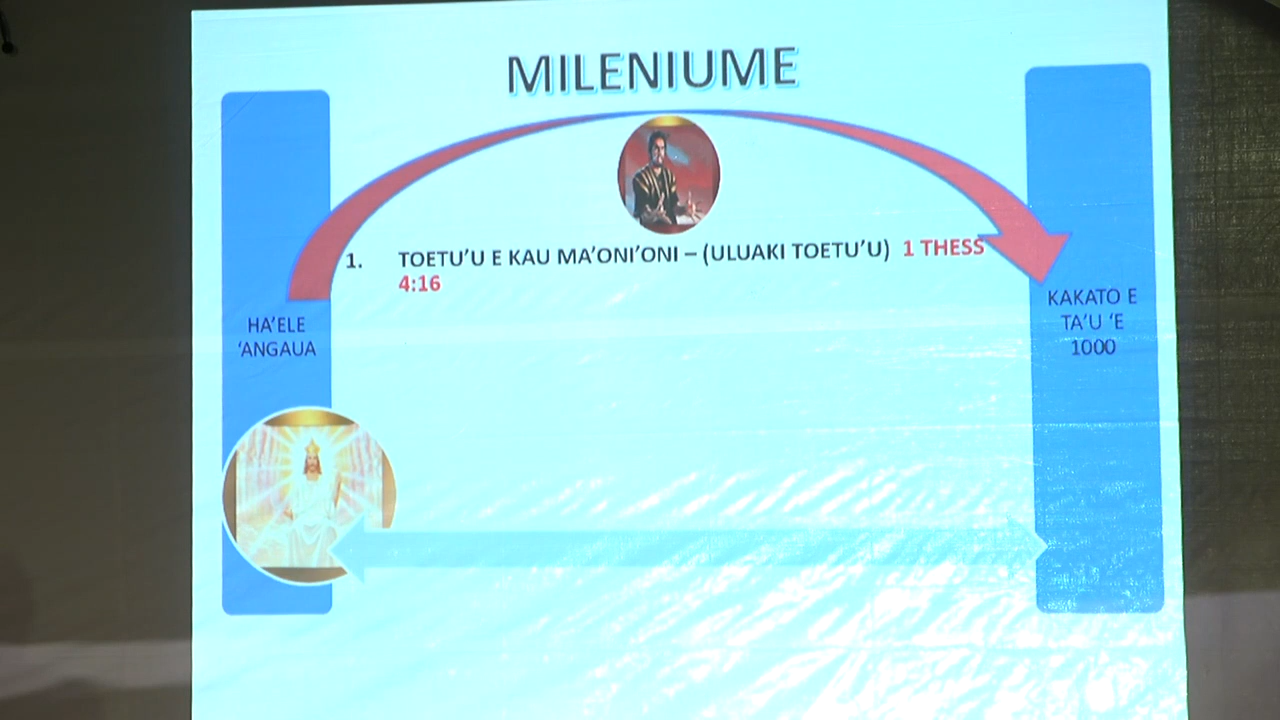 MILENIUME
1. TOETU’U E KAU MA’ONI’ONI – (ULUAKI TOETU’U) 1 THESS
4:16
HA’ELE
‘ANGAUA
KAKATO E
TA’U ‘E
1000